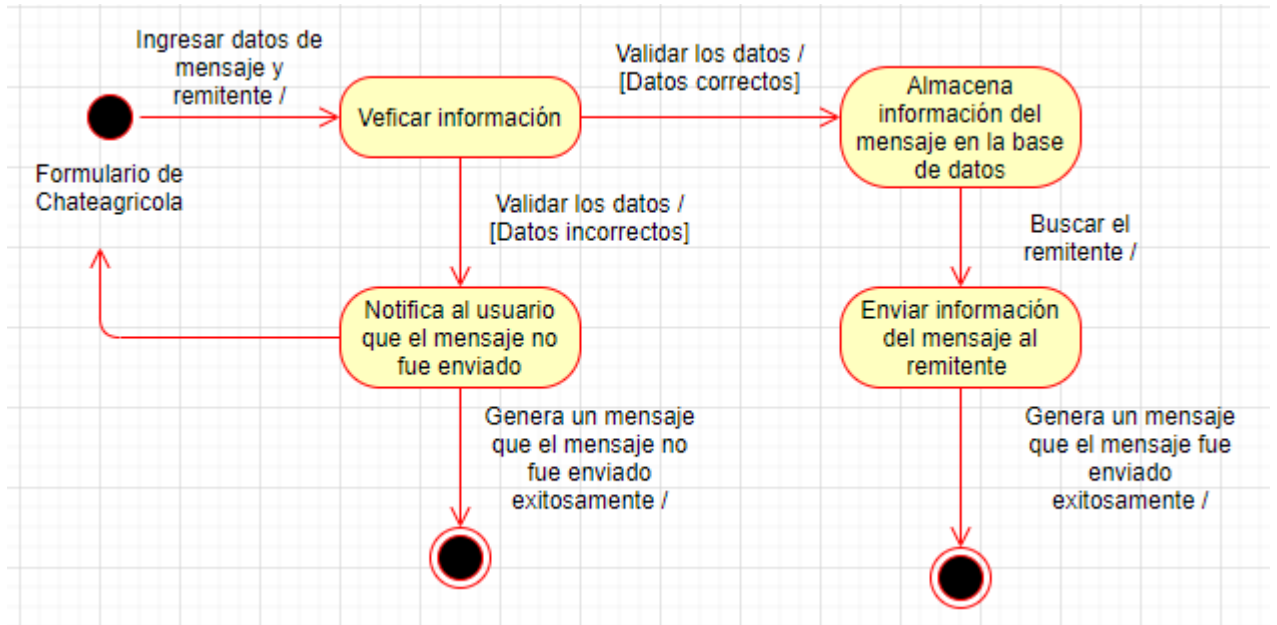 Ingresar datos de
mensaje y
remitente /
Formulario de
Chateagricola
Veficar información
Validar los datos /
[Datos correctos]
Almacena
información del
mensaje en la base
de datos
Validar los datos /
[Datos incorrectos]
Buscar el
remitente /
Notifica al usuario
que el mensaje no
fue enviado
Enviar información
del mensaje al
remitente
Genera un mensaje
que el mensaje no
fue enviado
exitosamente /
Genera un mensaje
que el mensaje fue
enviado
exitosamente /